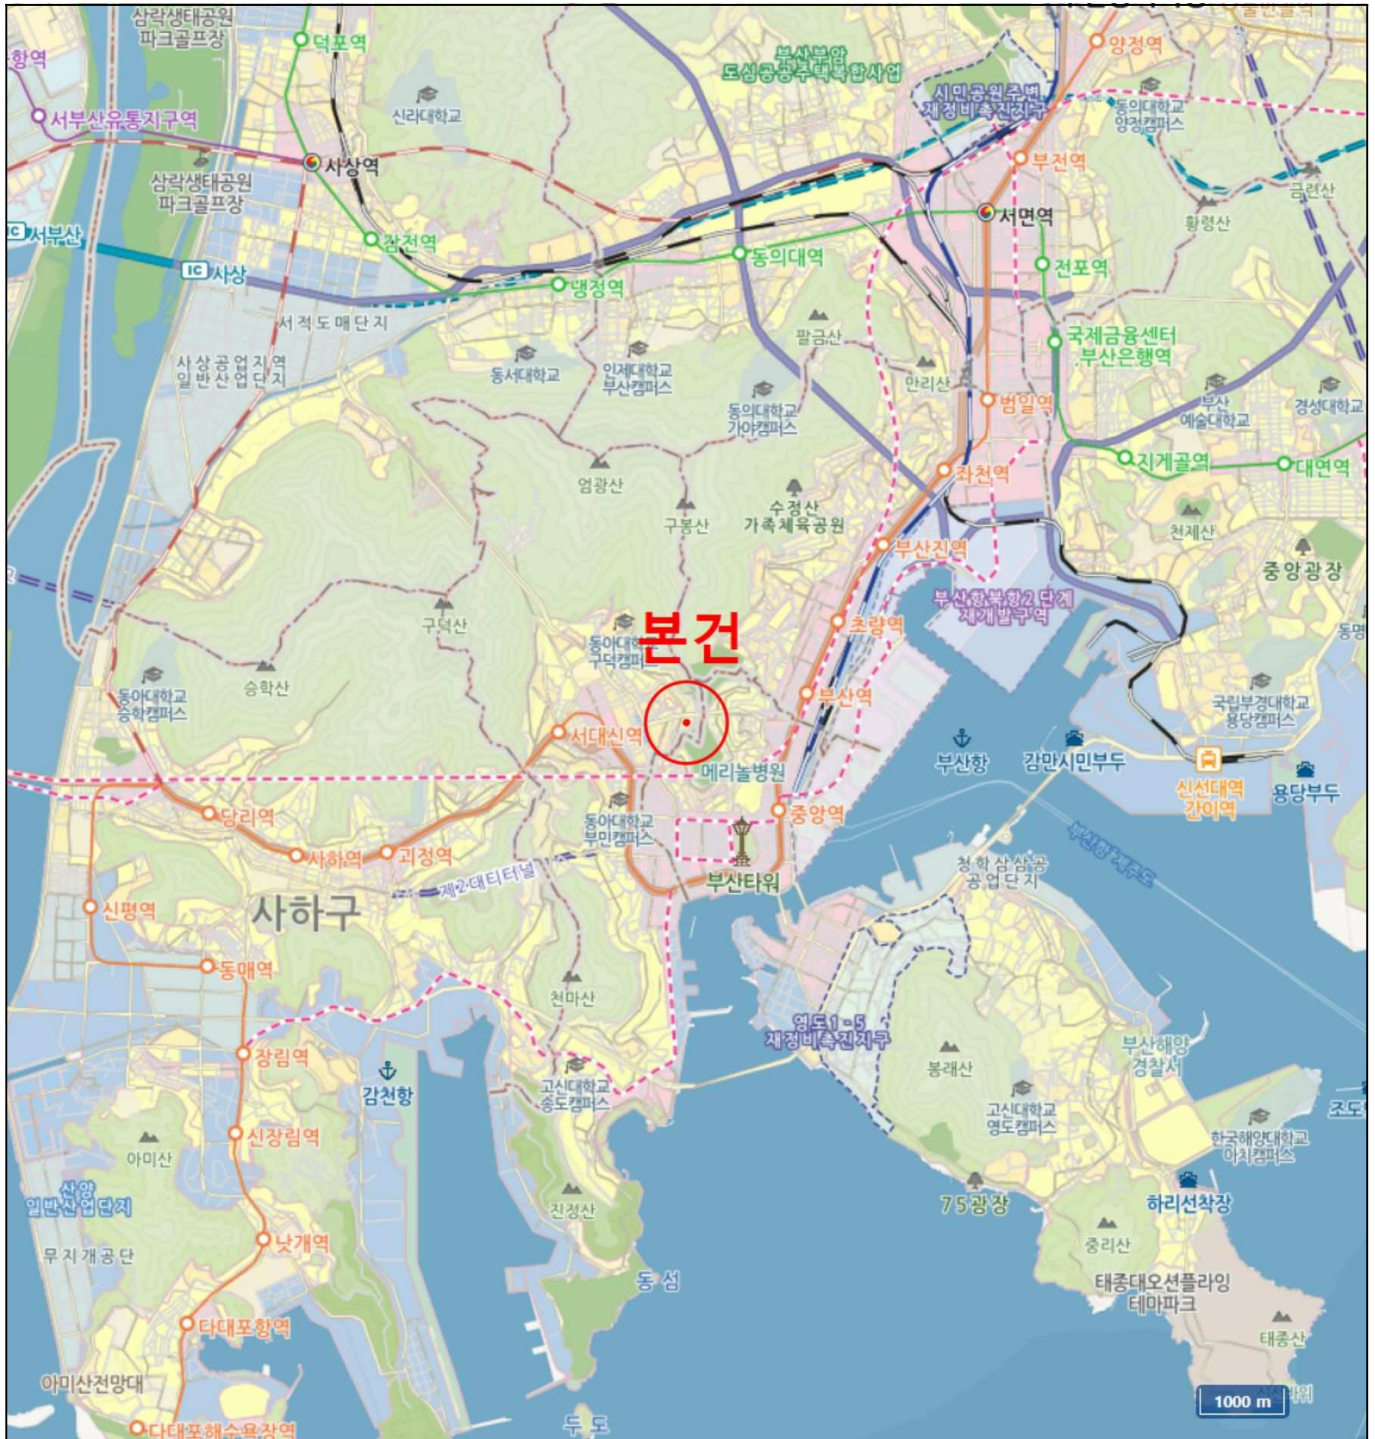 삼락생태공원
파크골프장
덕포역
양정역
항역
부산부암
도심공공주택복합사업
신라대학교
시민공원주변
재정비촉진지구
동의대학교
양정캠퍼스
서부산유통지구역
사상역
부전역
삼락생태공원
파크골프장
금련산
서면역
황령산
IC 서부산
감전역
동의대역
전포역
IC 사상
냉정역
서적도매단지
팔금산
국제금융센터
부산은행역
사상공업지역
일반산업단지
동서대학교
인제대학교
부산캠퍼스
만리산
동의대학교
가야캠퍼스
범일역
부산
예술대학교
경성대학교
지게골역
대연역
좌천역
엄광산
구봉산
수정산
가족체육공원
천제산
부산진역
중앙광장
부산항북항2단계
재개발구역
구덕산
동아대학교
구덕캠퍼스
본건
초량역
동명
승학산
동아대학교
승학캠퍼스
부산역
국립부경대학교
용당캠퍼스
서대신역
메리놀병원
부산항
감만시민부두
신선대역
간이역
용당부두
당리역
중앙역
동아대학교
부민캠퍼스
사하역
괴정역
부산항-제주도
제2대티터널
부산타워
청학삼삼공
공업단지
신평역
사하구
동매역
천마산
영도1-5
재정비촉진지구
장림역
감천항
고신대학교
송도캠퍼스
봉래산
부산해양
경찰서
고신대학교
영도캠퍼스
조도
신장림역
한국해양대학교
아치캠퍼스
아미산
산양
일반산업단지
진정산
75광장
하리선착장
낫개역
무지개공단
중리산
동섬
태종대오션플라잉
테마파크
다대포항역
태종산
아미산전망대
1000 m
두도
다대포해수욕장역